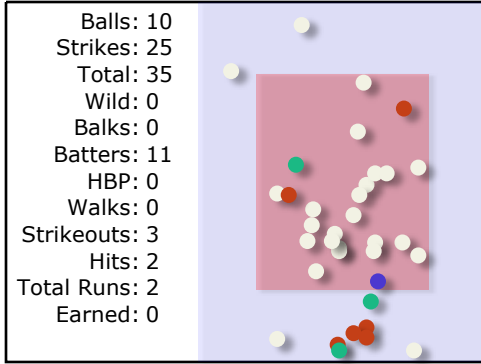 Balls: 10
Strikes: 25
Total: 35
Wild: 0
Balks: 0
Batters: 11
HBP: 0
Walks: 0
Strikeouts: 3
Hits: 2
Total Runs: 2
Earned: 0